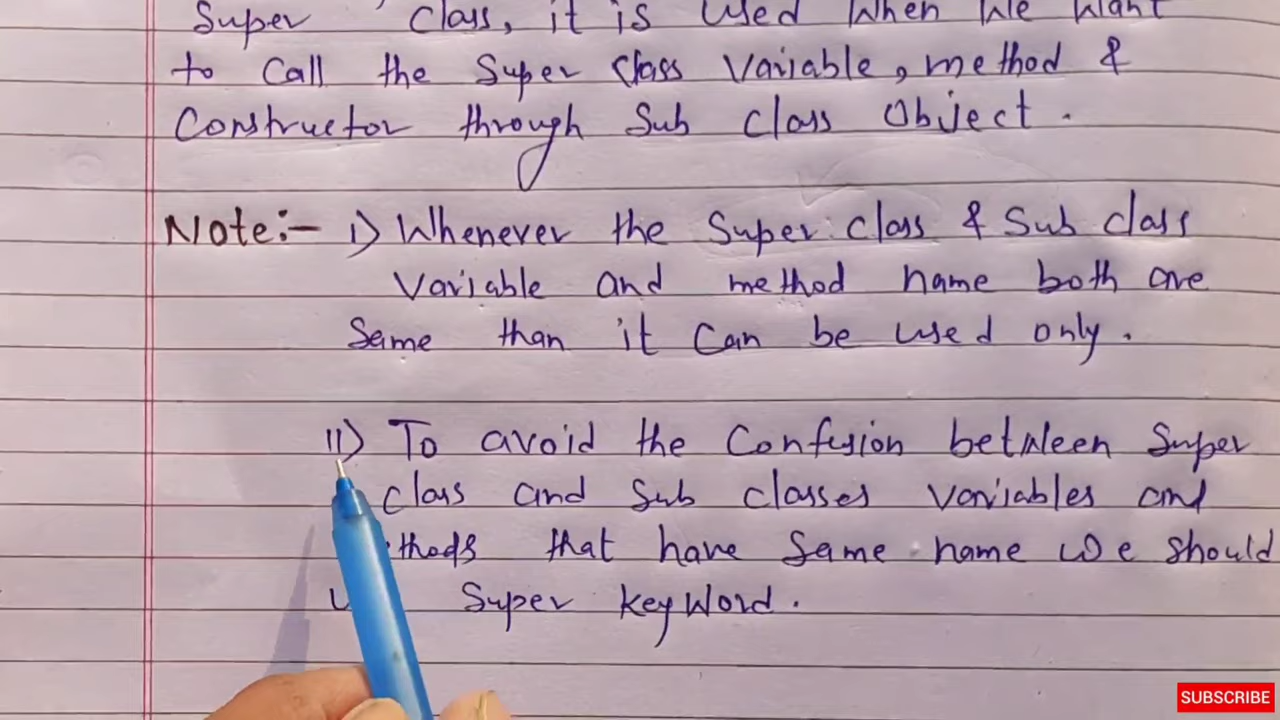 Super class, it is used when we want
to call the super class variable, method &
Constructor through sub class object.
Note:- i) Whenever the super class & sub class
variable and method name both are
same than it can be used only.
ii) To avoid the confusion between super
class and sub classes variables and
thods that have same name we should
super keyword.
SUBSCRIBE